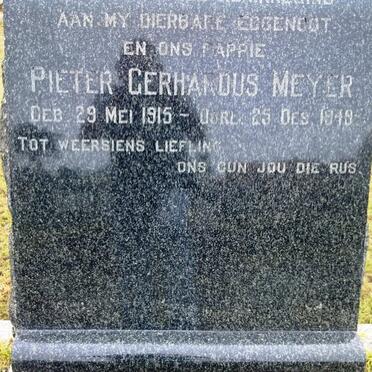 AAN MY DIERBARE EGGENOOT
EN ONS PAPPIE
PIETER GERHARDUS MEYER
GEB. 29 MEI 1915 – OORL. 25 DES. 1949
TOT WEERSIENS LIEFLING
ONS GUN JOU DIE RUS